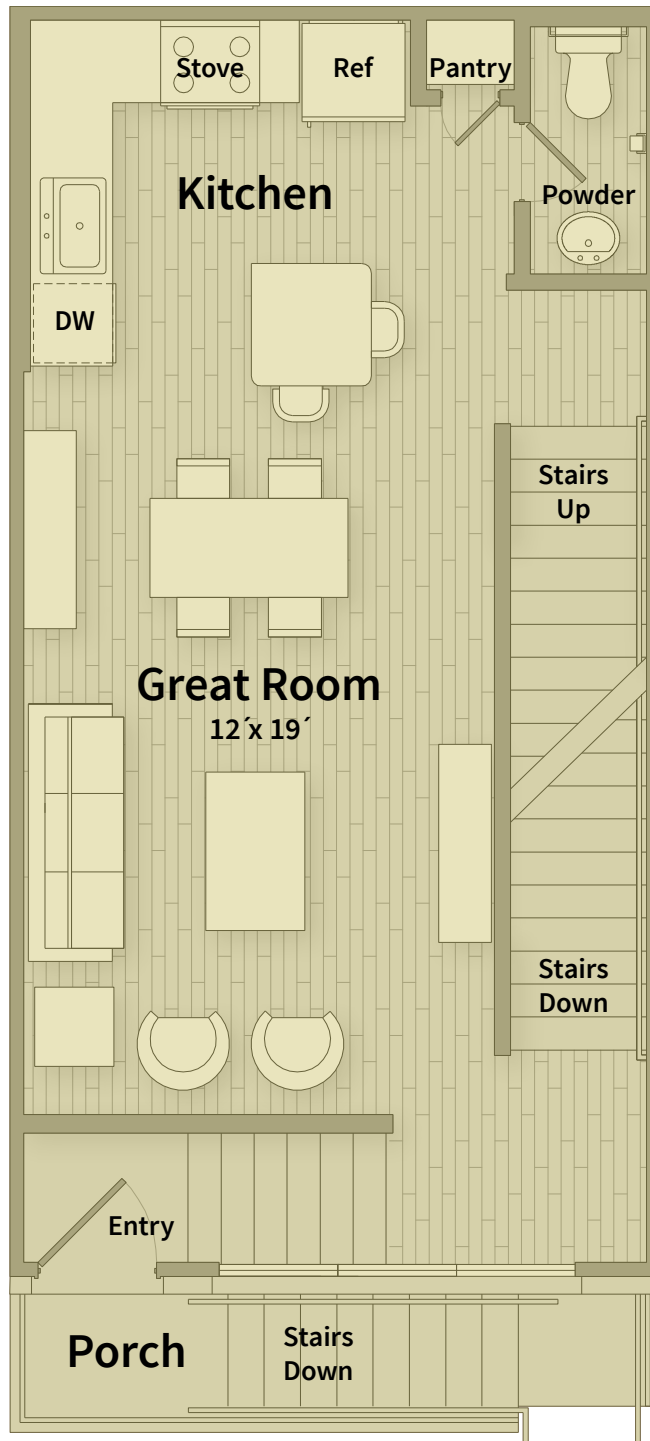 Stove
Ref
Pantry
Kitchen
Powder
DW
Stairs
Up
Great Room
12´x 19´
Stairs
Down
Entry
Porch
Stairs
Down